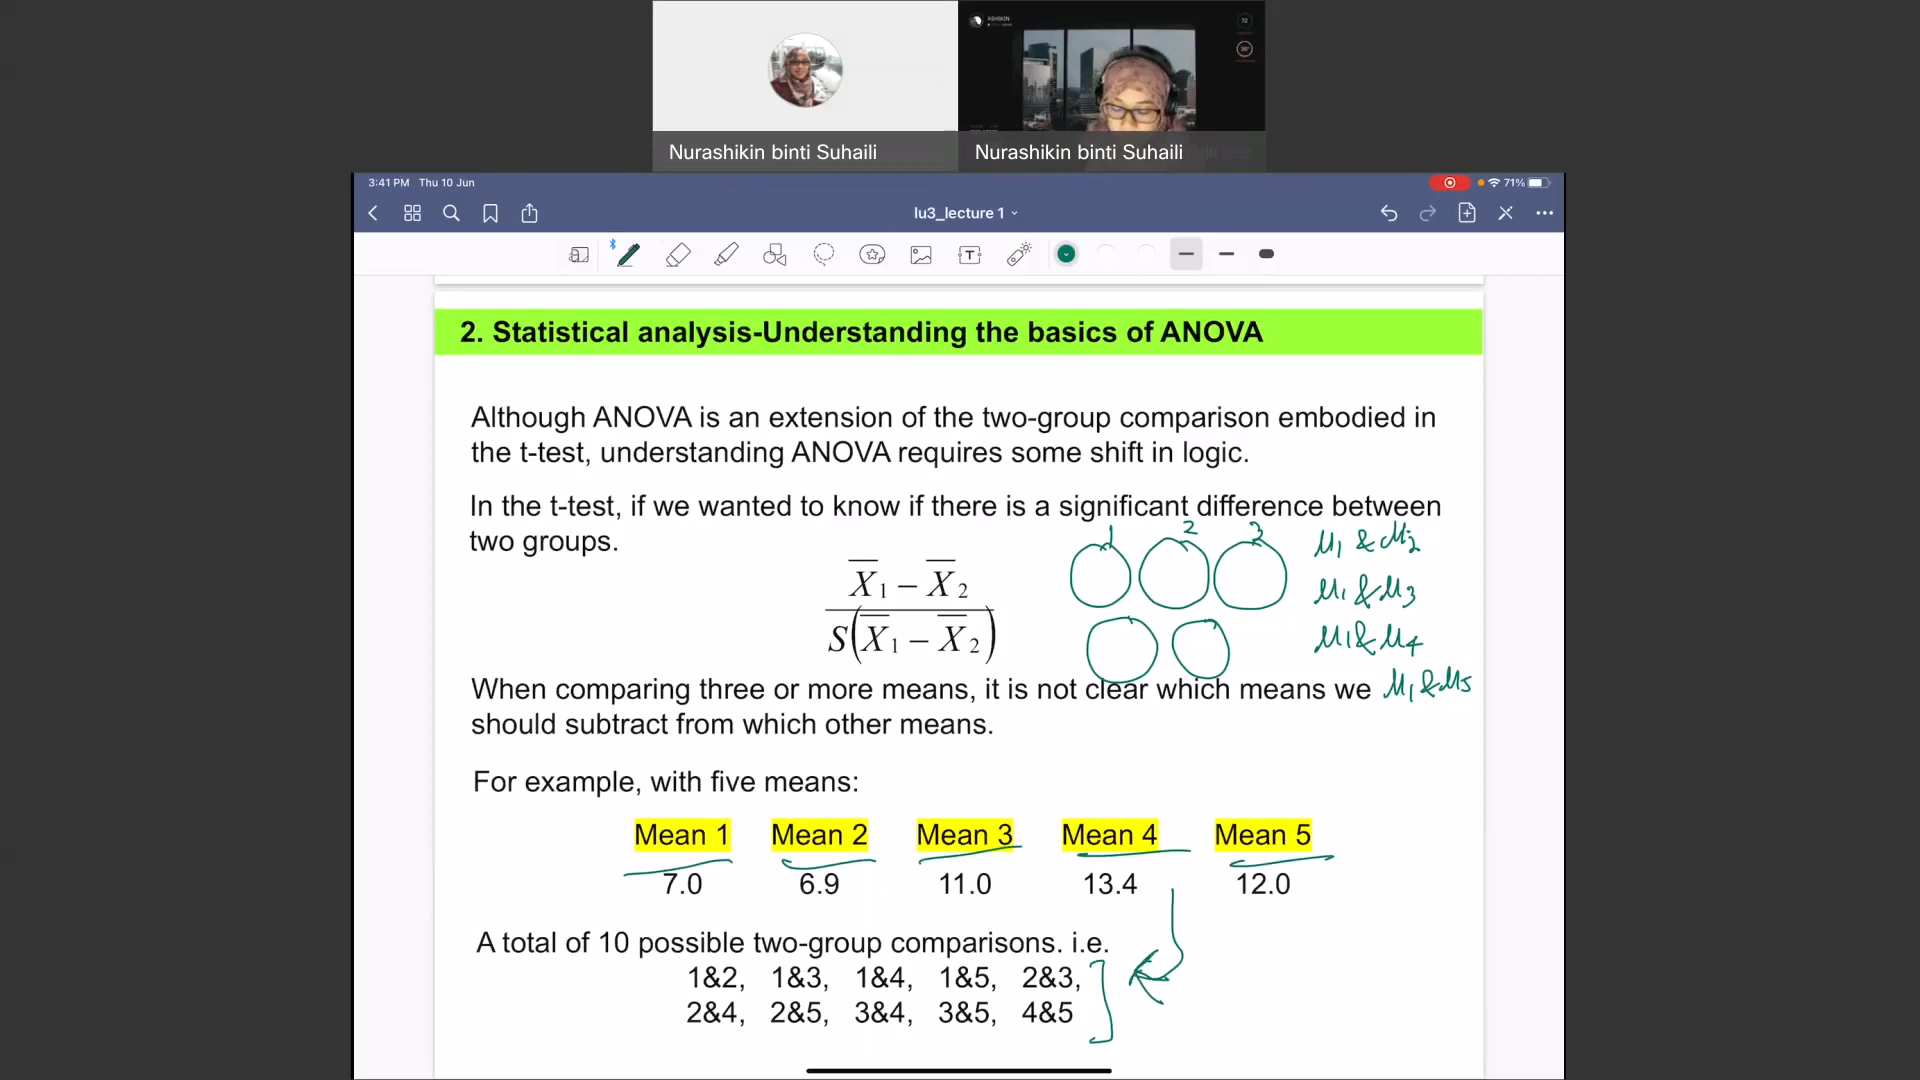 ASHIKIN
72
Nurashikin binti Suhaili
Nurashikin binti Suhaili
3:41 PM Thu 10 Jun
71%
lu3_lecture 1
T
2. Statistical analysis-Understanding the basics of ANOVA
Although ANOVA is an extension of the two-group comparison embodied in
the t-test, understanding ANOVA requires some shift in logic.
In the t-test, if we wanted to know if there is a significant difference between
two groups.
X̅1 – X̅2
S(X̅1 – X̅2)
1 2 3
μ1 & μ2
μ1 & μ3
μ1 & μ4
μ1 & μ5
When comparing three or more means, it is not clear which means we
should subtract from which other means.
For example, with five means:
Mean 1 Mean 2 Mean 3 Mean 4 Mean 5
7.0 6.9 11.0 13.4 12.0
A total of 10 possible two-group comparisons. i.e.
1&2, 1&3, 1&4, 1&5, 2&3,
2&4, 2&5, 3&4, 3&5, 4&5